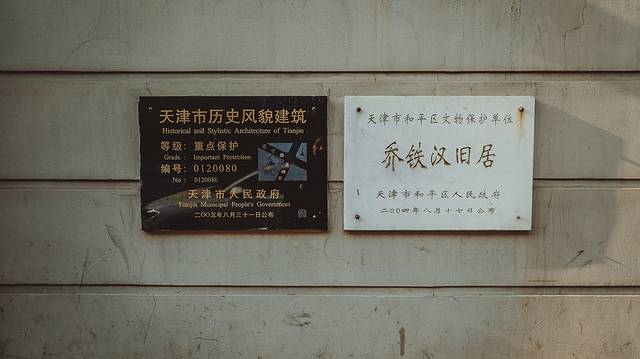 天津市历史风貌建筑
Historical and Stylistic Architecture of Tianjin
等级：重点保护
Grade : Important Protection
编号：0120080
No : 0120080
天津市人民政府
Tianjin Municipal People's Government
二〇〇五年八月三十一日公布
天津市和平区文物保护单位
乔铁汉旧居
天津市和平区人民政府
二〇〇四年八月十七日公布